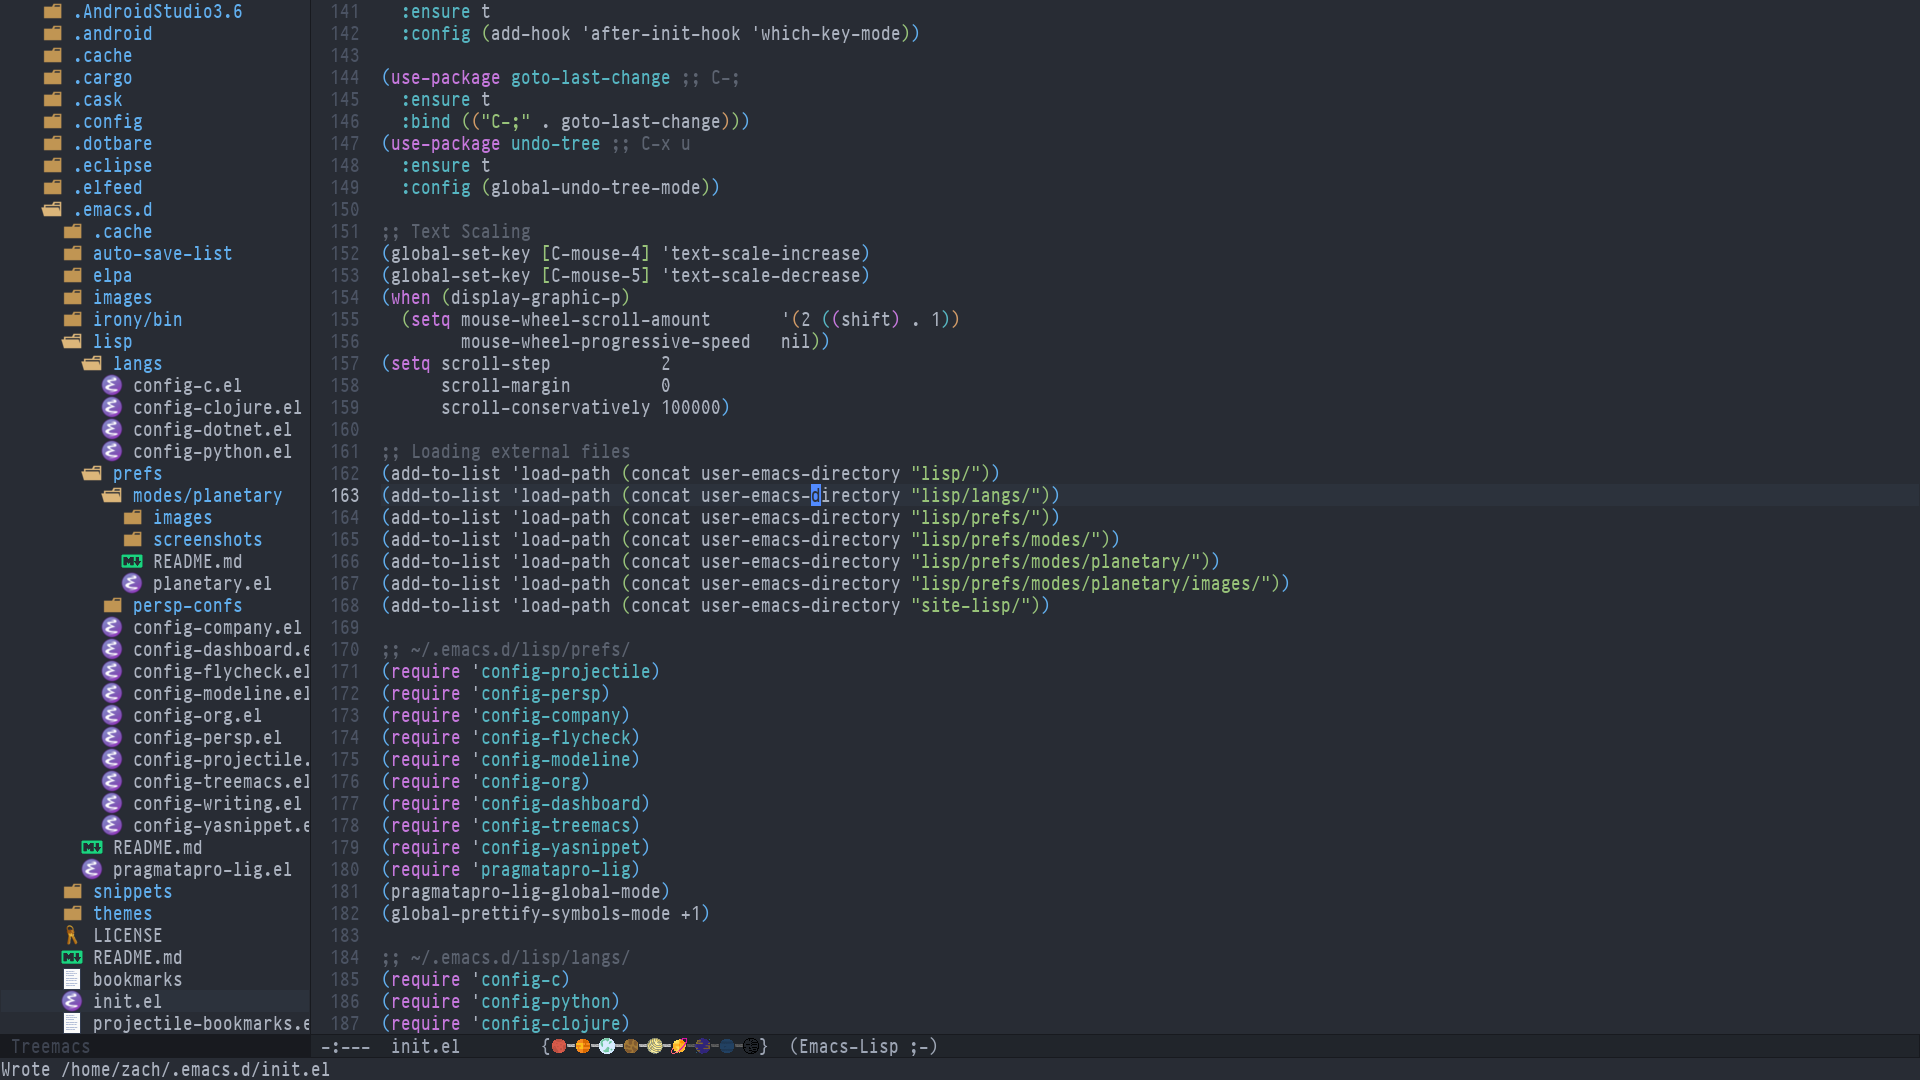 .AndroidStudio3.6
.android
.cache
.cargo
.cask
.config
.dotbare
.eclipse
.elfeed
.emacs.d
.cache
auto-save-list
elpa
images
irony/bin
lisp
langs
config-c.el
config-clojure.el
config-dotnet.el
config-python.el
prefs
modes/planetary
images
screenshots
README.md
planetary.el
persp-confs
config-company.el
config-dashboard.e
config-flycheck.el
config-modeline.el
config-org.el
config-persp.el
config-projectile.
config-treemacs.el
config-writing.el
config-yasnippet.e
README.md
pragmatapro-lig.el
snippets
themes
LICENSE
README.md
bookmarks
init.el
projectile-bookmarks.e
Treemacs
141   :ensure t
142   :config (add-hook 'after-init-hook 'which-key-mode))
143
144 (use-package goto-last-change ;; C-;
145   :ensure t
146   :bind (("C-;" . goto-last-change)))
147 (use-package undo-tree ;; C-x u
148   :ensure t
149   :config (global-undo-tree-mode))
150
151 ;; Text Scaling
152 (global-set-key [C-mouse-4] 'text-scale-increase)
153 (global-set-key [C-mouse-5] 'text-scale-decrease)
154 (when (display-graphic-p)
155   (setq mouse-wheel-scroll-amount       '(2 ((shift) . 1))
156         mouse-wheel-progressive-speed   nil))
157 (setq scroll-step           2
158       scroll-margin         0
159       scroll-conservatively 100000)
160
161 ;; Loading external files
162 (add-to-list 'load-path (concat user-emacs-directory "lisp/"))
163 (add-to-list 'load-path (concat user-emacs-directory "lisp/langs/"))
164 (add-to-list 'load-path (concat user-emacs-directory "lisp/prefs/"))
165 (add-to-list 'load-path (concat user-emacs-directory "lisp/prefs/modes/"))
166 (add-to-list 'load-path (concat user-emacs-directory "lisp/prefs/modes/planetary/"))
167 (add-to-list 'load-path (concat user-emacs-directory "lisp/prefs/modes/planetary/images/"))
168 (add-to-list 'load-path (concat user-emacs-directory "site-lisp/"))
169
170 ;; ~/.emacs.d/lisp/prefs/
171 (require 'config-projectile)
172 (require 'config-persp)
173 (require 'config-company)
174 (require 'config-flycheck)
175 (require 'config-modeline)
176 (require 'config-org)
177 (require 'config-dashboard)
178 (require 'config-treemacs)
179 (require 'config-yasnippet)
180 (require 'pragmatapro-lig)
181 (pragmatapro-lig-global-mode)
182 (global-prettify-symbols-mode +1)
183
184 ;; ~/.emacs.d/lisp/langs/
185 (require 'config-c)
186 (require 'config-python)
187 (require 'config-clojure)
-:---  init.el        {}  (Emacs-Lisp ;-)
Wrote /home/zach/.emacs.d/init.el